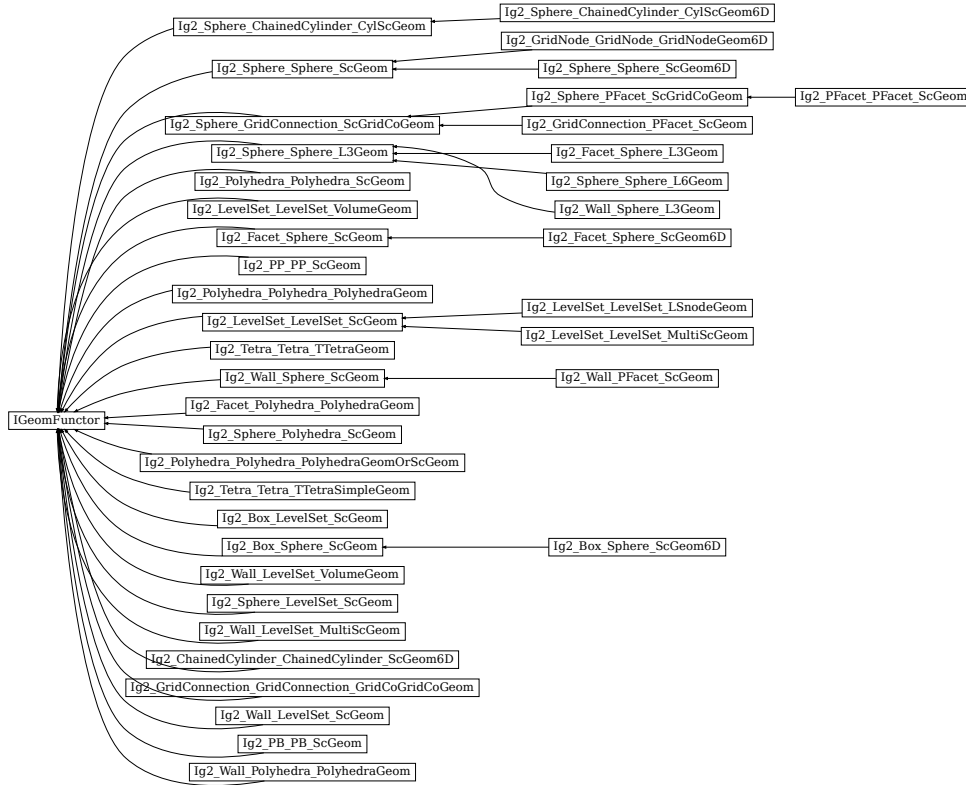 Ig2_Sphere_ChainedCylinder_CylScGeom6D
Ig2_Sphere_ChainedCylinder_CylScGeom
Ig2_GridNode_GridNode_GridNodeGeom6D
Ig2_Sphere_Sphere_ScGeom
Ig2_Sphere_Sphere_ScGeom6D
Ig2_Sphere_PFacet_ScGridCoGeom
Ig2_PFacet_PFacet_ScGeom
Ig2_Sphere_GridConnection_ScGridCoGeom
Ig2_GridConnection_PFacet_ScGeom
Ig2_Sphere_Sphere_L3Geom
Ig2_Facet_Sphere_L3Geom
Ig2_Polyhedra_Polyhedra_ScGeom
Ig2_Sphere_Sphere_L6Geom
Ig2_LevelSet_LevelSet_VolumeGeom
Ig2_Wall_Sphere_L3Geom
Ig2_Facet_Sphere_ScGeom
Ig2_Facet_Sphere_ScGeom6D
Ig2_PP_PP_ScGeom
Ig2_Polyhedra_Polyhedra_PolyhedraGeom
Ig2_LevelSet_LevelSet_LSnodeGeom
Ig2_LevelSet_LevelSet_ScGeom
Ig2_LevelSet_LevelSet_MultiScGeom
Ig2_Tetra_Tetra_TTetraGeom
Ig2_Wall_Sphere_ScGeom
Ig2_Wall_PFacet_ScGeom
Ig2_Facet_Polyhedra_PolyhedraGeom
IGeomFunctor
Ig2_Sphere_Polyhedra_ScGeom
Ig2_Polyhedra_Polyhedra_PolyhedraGeomOrScGeom
Ig2_Tetra_Tetra_TTetraSimpleGeom
Ig2_Box_LevelSet_ScGeom
Ig2_Box_Sphere_ScGeom
Ig2_Box_Sphere_ScGeom6D
Ig2_Wall_LevelSet_VolumeGeom
Ig2_Sphere_LevelSet_ScGeom
Ig2_Wall_LevelSet_MultiScGeom
Ig2_ChainedCylinder_ChainedCylinder_ScGeom6D
Ig2_GridConnection_GridConnection_GridCoGridCoGeom
Ig2_Wall_LevelSet_ScGeom
Ig2_PB_PB_ScGeom
Ig2_Wall_Polyhedra_PolyhedraGeom